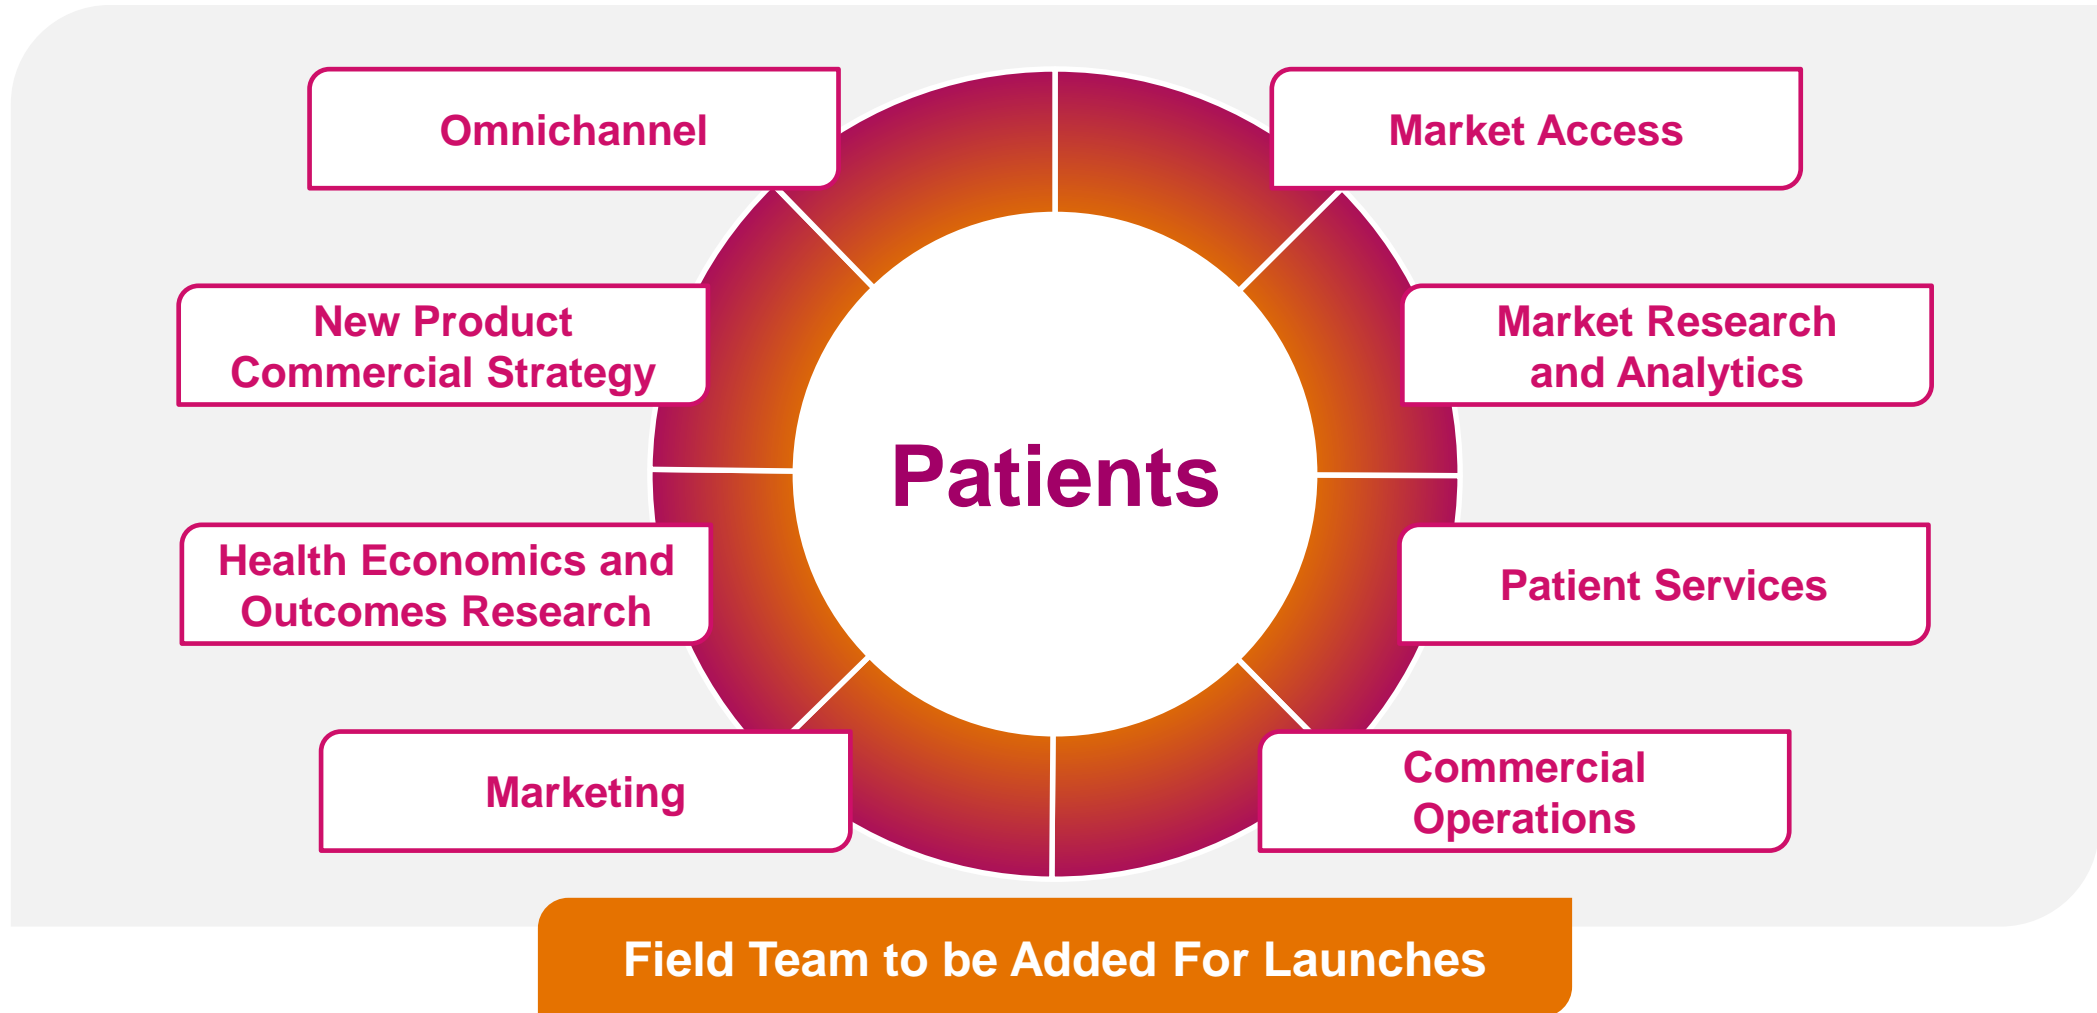 Omnichannel
Market Access
New Product
Commercial Strategy
Market Research
and Analytics
Patients
Health Economics and
Outcomes Research
Patient Services
Marketing
Commercial
Operations
Field Team to be Added For Launches